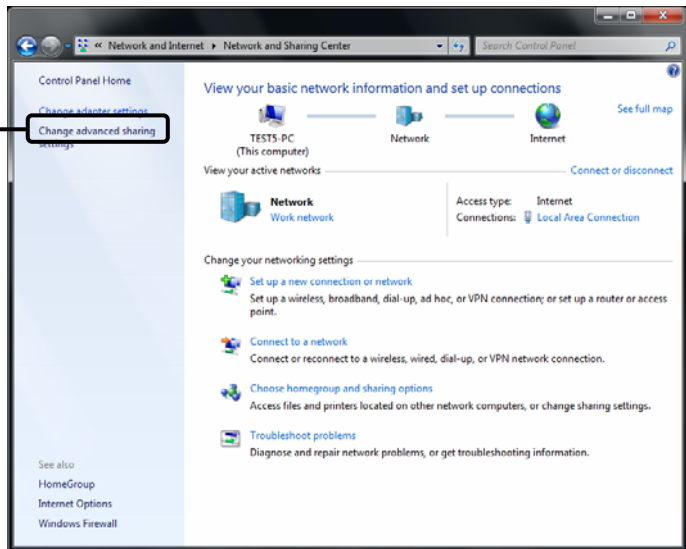 « Network and Internet ▸ Network and Sharing Center
Search Control Panel
Control Panel Home
Change adapter settings
Change advanced sharing
settings
View your basic network information and set up connections
See full map
TEST5-PC
(This computer)
Network
Internet
View your active networks
Connect or disconnect
Network
Work network
Access type: Internet
Connections: Local Area Connection
Change your networking settings
Set up a new connection or network
Set up a wireless, broadband, dial-up, ad hoc, or VPN connection; or set up a router or access
point.
Connect to a network
Connect or reconnect to a wireless, wired, dial-up, or VPN network connection.
Choose homegroup and sharing options
Access files and printers located on other network computers, or change sharing settings.
Troubleshoot problems
Diagnose and repair network problems, or get troubleshooting information.
See also
HomeGroup
Internet Options
Windows Firewall